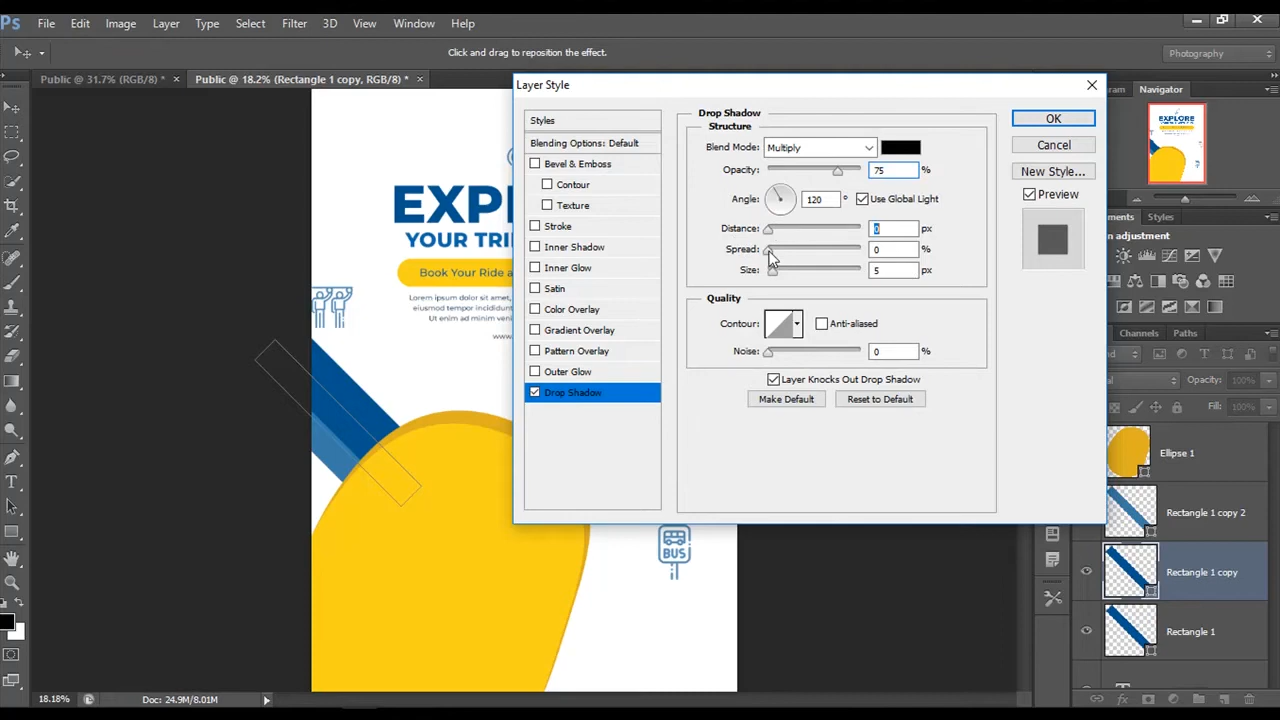 Ps File Edit Image Layer Type Select Filter 3D View Window Help
Click and drag to reposition the effect.
Photography
Public @ 31.7% (RGB/8) * × Public @ 18.2% (Rectangle 1 copy, RGB/8) * ×
Layer Style
Styles
Blending Options: Default
Bevel & Emboss
Contour
Texture
Stroke
Inner Shadow
Inner Glow
Satin
Color Overlay
Gradient Overlay
Pattern Overlay
Outer Glow
Drop Shadow
Drop Shadow
Structure
Blend Mode: Multiply
Opacity: 75 %
Angle: 120 ° Use Global Light
Distance: 0 px
Spread: 0 %
Size: 5 px
Quality
Contour: Anti-aliased
Noise: 0 %
Layer Knocks Out Drop Shadow
Make Default Reset to Default
OK
Cancel
New Style...
Preview
Navigator
EXPLORE
Styles
n adjustment
Channels Paths
Opacity: 100%
Fill: 100%
Ellipse 1
Rectangle 1 copy 2
Rectangle 1 copy
Rectangle 1
EXPL
YOUR TRI
Book Your Ride a
Lorem ipsum dolor sit amet,
eiusmod tempor incididunt
Ut enim ad minim veni
www.
BUS
18.18% Doc: 24.9M/8.01M